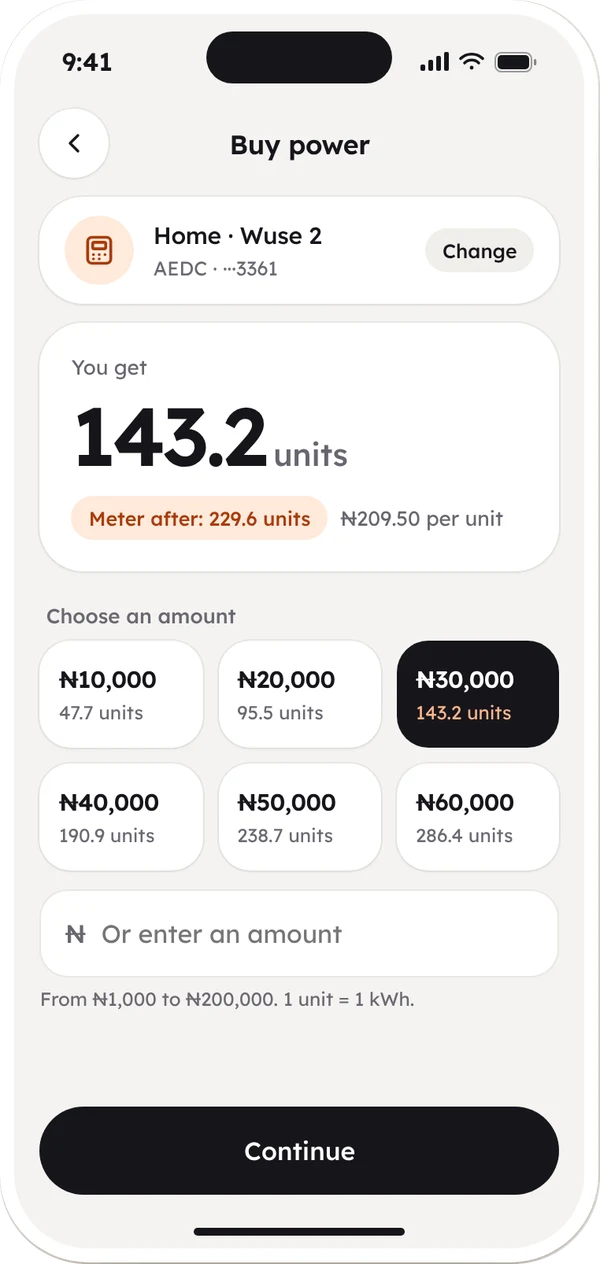 9:41
Buy power
Home · Wuse 2
AEDC · ···3361
Change
You get
143.2 units
Meter after: 229.6 units
₦209.50 per unit
Choose an amount
₦10,000
47.7 units
₦20,000
95.5 units
₦30,000
143.2 units
₦40,000
190.9 units
₦50,000
238.7 units
₦60,000
286.4 units
₦ Or enter an amount
From ₦1,000 to ₦200,000. 1 unit = 1 kWh.
Continue